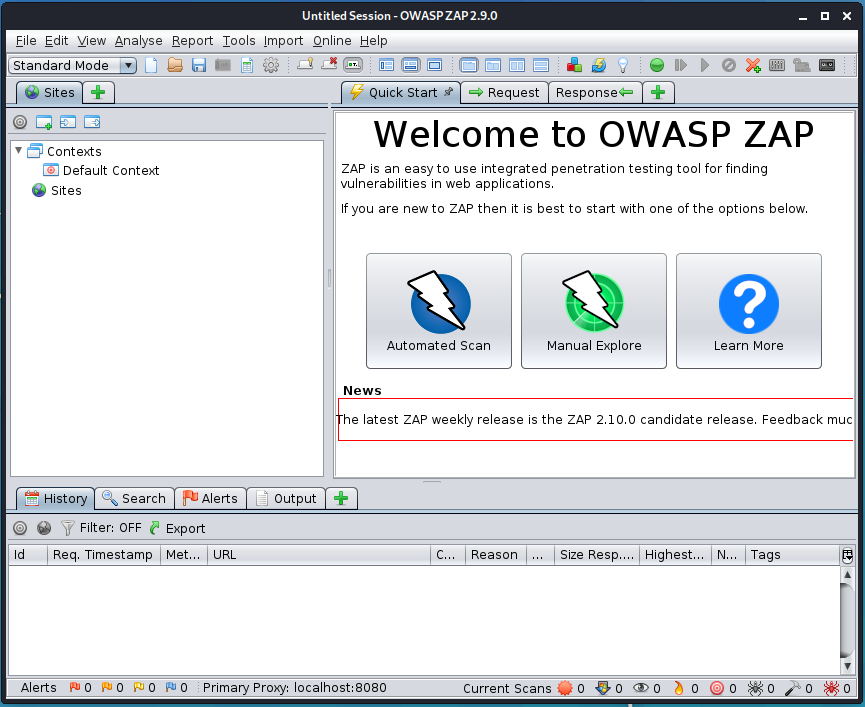 Untitled Session - OWASP ZAP 2.9.0
File Edit View Analyse Report Tools Import Online Help
Standard Mode
Sites
Quick Start
Request
Response
Contexts
Default Context
Sites
Welcome to OWASP ZAP
ZAP is an easy to use integrated penetration testing tool for finding
vulnerabilities in web applications.
If you are new to ZAP then it is best to start with one of the options below.
Automated Scan
Manual Explore
Learn More
News
The latest ZAP weekly release is the ZAP 2.10.0 candidate release. Feedback muc
History
Search
Alerts
Output
Filter: OFF
Export
Id Req. Timestamp Met... URL C... Reason ... Size Resp.... Highest... N... Tags
Alerts 0 0 0 0 Primary Proxy: localhost:8080 Current Scans 0 0 0 0 0 0 0 0